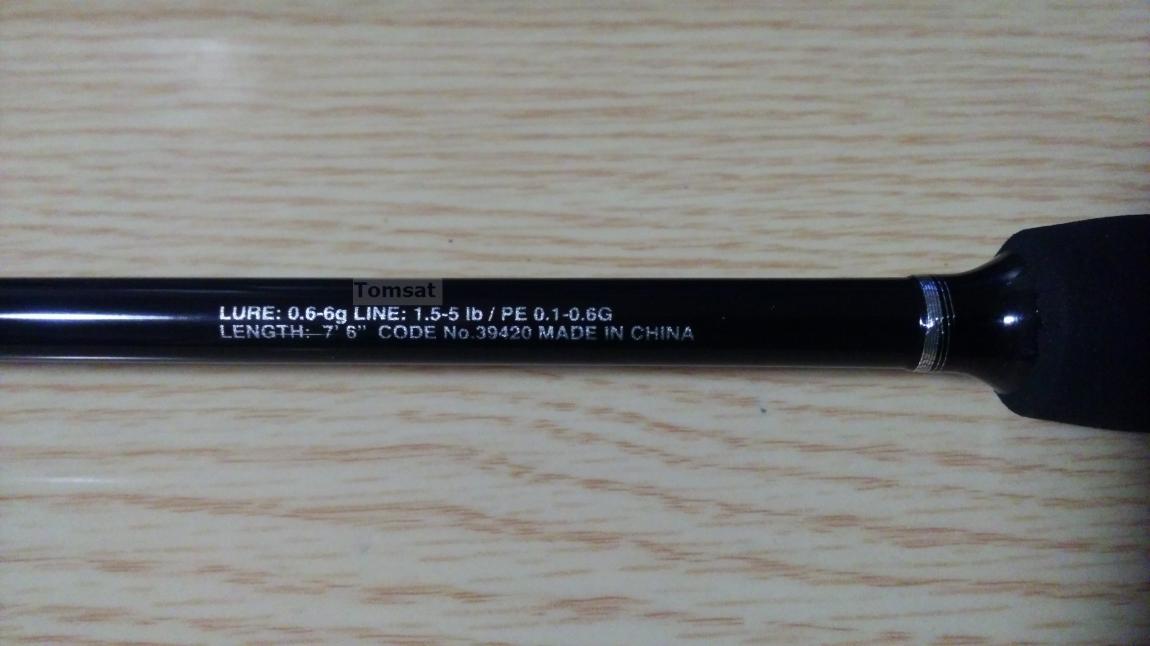 Tomsat
LURE: 0.6-6g LINE: 1.5-5 lb / PE 0.1-0.6G
LENGTH: 7' 6" CODE No.39420 MADE IN CHINA